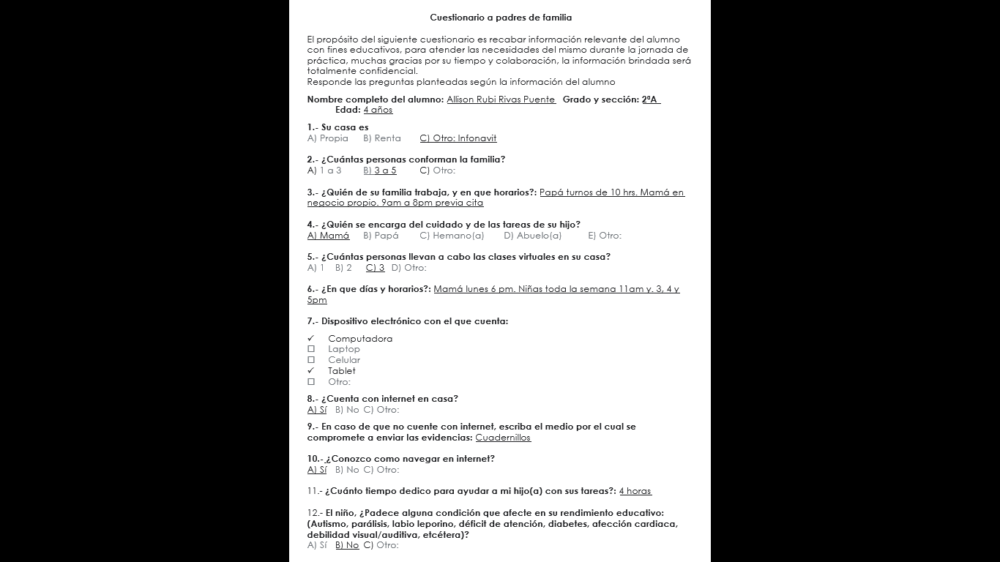 Cuestionario a padres de familia
El propósito del siguiente cuestionario es recabar información relevante del alumno
con fines educativos, para atender las necesidades del mismo durante la jornada de
práctica, muchas gracias por su tiempo y colaboración, la información brindada será
totalmente confidencial.
Responde las preguntas planteadas según la información del alumno
Nombre completo del alumno: Allison Rubi Rivas Puente Grado y sección: 2ªA
Edad: 4 años
1.- Su casa es
A) Propia B) Renta C) Otro: Infonavit
2.- ¿Cuántas personas conforman la familia?
A) 1 a 3 B) 3 a 5 C) Otro:
3.- ¿Quién de su familia trabaja, y en que horarios?: Papá turnos de 10 hrs. Mamá en
negocio propio. 9am a 8pm previa cita
4.- ¿Quién se encarga del cuidado y de las tareas de su hijo?
A) Mamá B) Papá C) Hemano(a) D) Abuelo(a) E) Otro:
5.- ¿Cuántas personas llevan a cabo las clases virtuales en su casa?
A) 1 B) 2 C) 3 D) Otro:
6.- ¿En que días y horarios?: Mamá lunes 6 pm. Niñas toda la semana 11am y. 3, 4 y
5pm
7.- Dispositivo electrónico con el que cuenta:
✓ Computadora
☐ Laptop
☐ Celular
✓ Tablet
☐ Otro:
8.- ¿Cuenta con internet en casa?
A) Sí B) No C) Otro:
9.- En caso de que no cuente con internet, escriba el medio por el cual se
compromete a enviar las evidencias: Cuadernillos
10.- ¿Conozco como navegar en internet?
A) Sí B) No C) Otro:
11.- ¿Cuánto tiempo dedico para ayudar a mi hijo(a) con sus tareas?: 4 horas
12.- El niño, ¿Padece alguna condición que afecte en su rendimiento educativo:
(Autismo, parálisis, labio leporino, déficit de atención, diabetes, afección cardiaca,
debilidad visual/auditiva, etcétera)?
A) Sí B) No C) Otro: